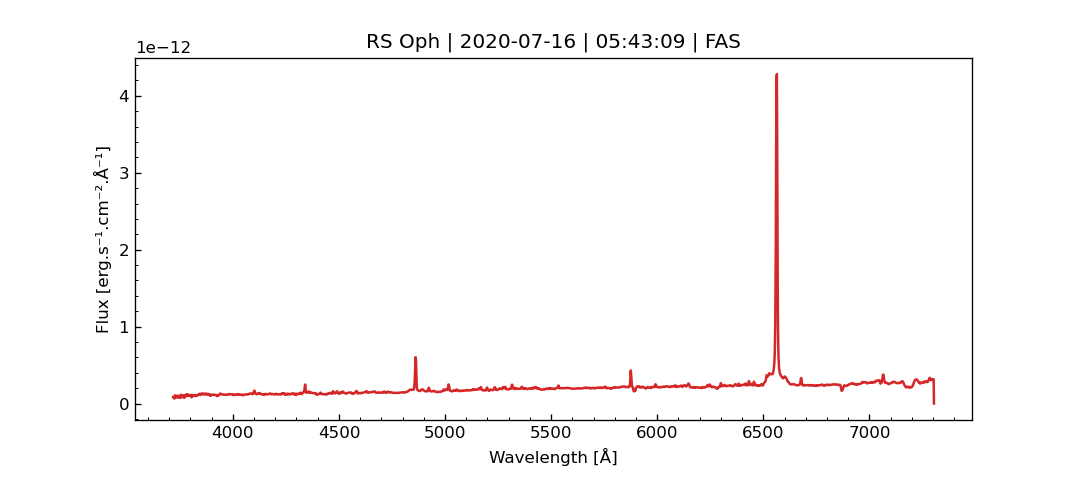 RS Oph | 2020-07-16 | 05:43:09 | FAS
1e−12
4
3
2
1
0
Flux [erg.s⁻¹.cm⁻².Å⁻¹]
4000 4500 5000 5500 6000 6500 7000
Wavelength [Å]